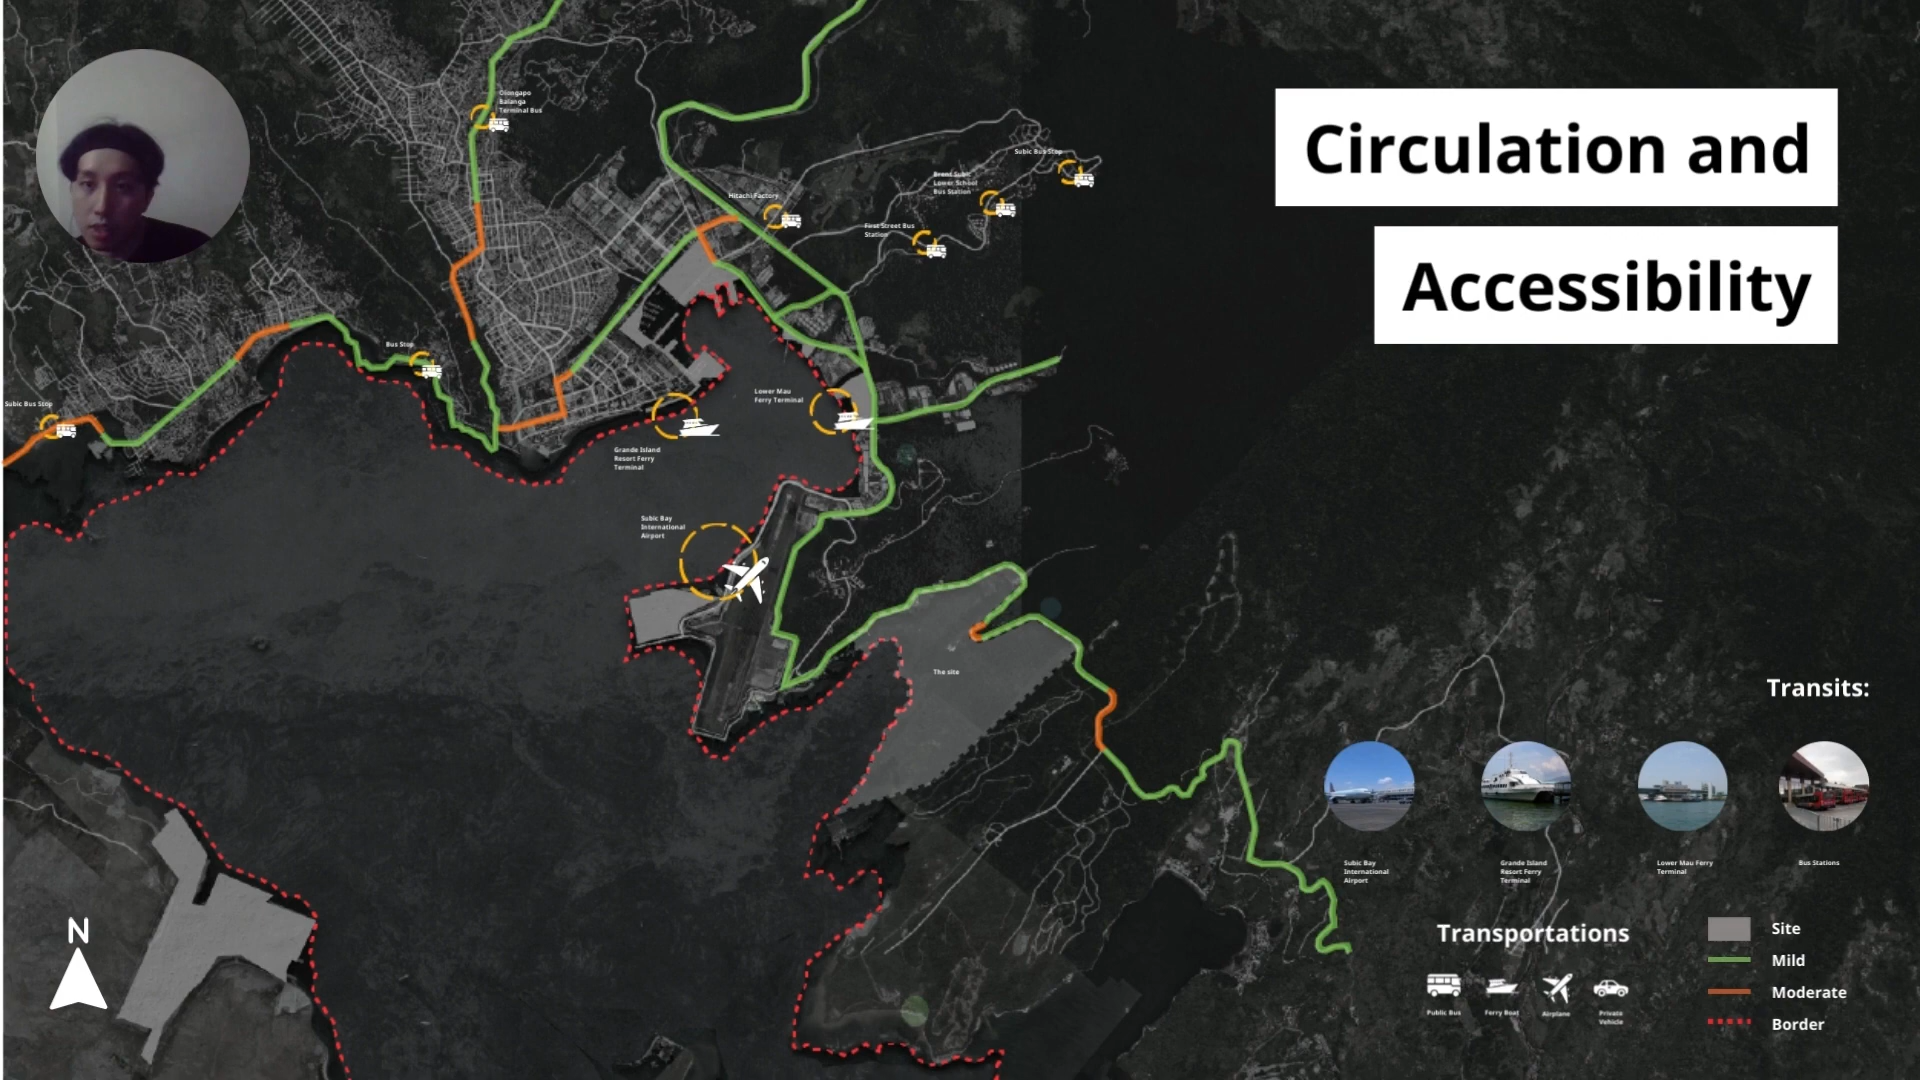 Circulation and
Accessibility
Olongapo
Balanga
Terminal Bus
Subic Bus Stop
Brent Subic
Lower School
Bus Station
Hitachi Factory
First Street Bus
Station
Bus Stop
Subic Bus Stop
Lower Mau
Ferry Terminal
Grande Island
Resort Ferry
Terminal
Subic Bay
International
Airport
The site
Transits:
Subic Bay
International
Airport
Grande Island
Resort Ferry
Terminal
Lower Mau Ferry
Terminal
Bus Stations
N
Transportations
Public Bus
Ferry Boat
Airplane
Private
Vehicle
Site
Mild
Moderate
Border